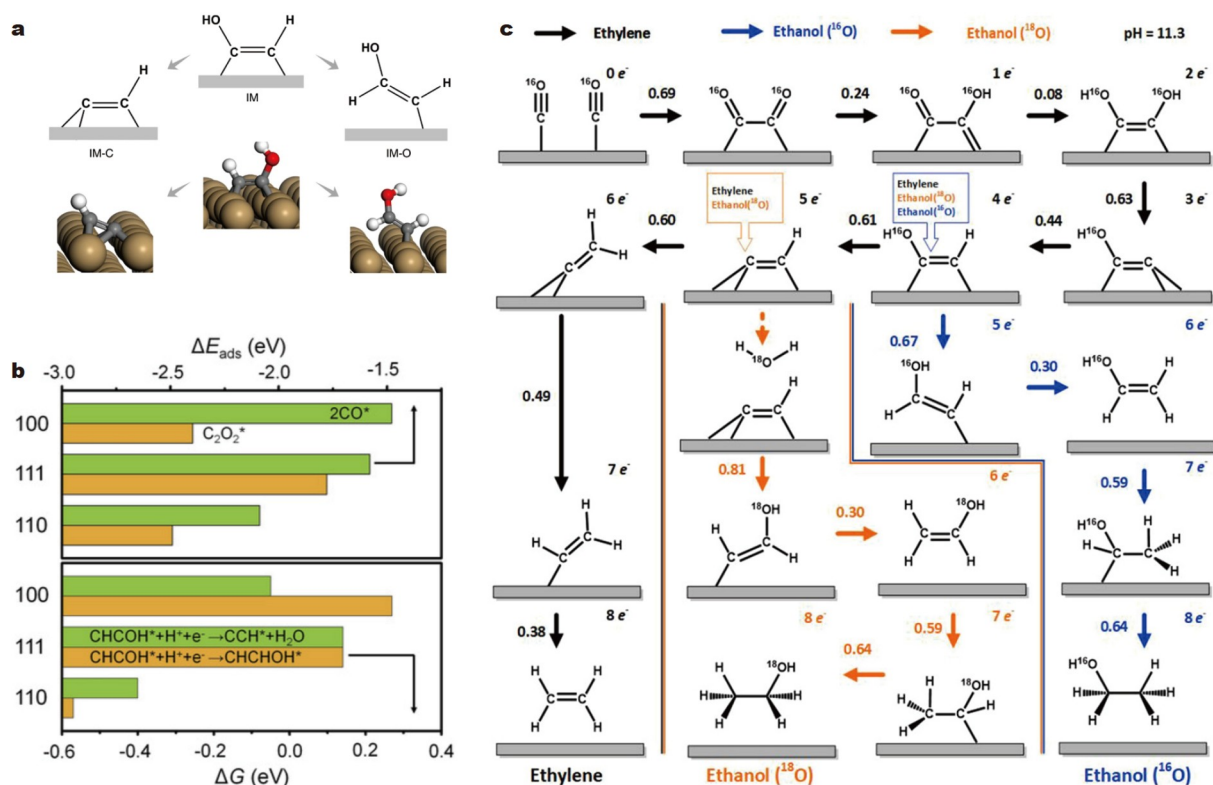 a
HO
H
C
C
IM
H
C
C
IM-C
HO
H
H
C
C
IM-O
b
ΔE_ads (eV)
-3.0
-2.5
-2.0
-1.5
100
2CO*
C₂O₂*
111
110
100
111
CHCOH*+H⁺+e⁻→CCH*+H₂O
CHCOH*+H⁺+e⁻→CHCHOH*
110
-0.6
-0.4
-0.2
0.0
0.2
0.4
ΔG (eV)
c
Ethylene
Ethanol (¹⁶O)
Ethanol (¹⁸O)
pH = 11.3
0 e⁻
¹⁶O
¹⁶O
C
C
0.69
¹⁶O
¹⁶O
0.24
1 e⁻
¹⁶O
¹⁶OH
0.08
2 e⁻
H¹⁶O
¹⁶OH
C
C
0.63
3 e⁻
H¹⁶O
C
C
0.44
4 e⁻
Ethylene
Ethanol(¹⁸O)
Ethanol(¹⁶O)
H¹⁶O
H
C
C
0.61
5 e⁻
Ethylene
Ethanol(¹⁸O)
H
C
C
0.60
6 e⁻
H
C
C
H
0.49
7 e⁻
H
H
C
C
H
0.38
8 e⁻
H
H
C
C
H
H
Ethylene
H
H
¹⁸O
H
C
C
0.81
6 e⁻
¹⁸OH
H
C
C
H
0.30
H
¹⁸OH
C
C
H
H
0.59
7 e⁻
H
¹⁸OH
H
C
C
H
H
0.64
8 e⁻
¹⁸OH
H
H
C
C
H
H
H
Ethanol (¹⁸O)
0.67
5 e⁻
¹⁶OH
H
C
C
H
0.30
6 e⁻
H¹⁶O
H
C
C
H
H
0.59
7 e⁻
H¹⁶O
H
H
C
C
H
H
0.64
8 e⁻
H¹⁶O
H
C
C
H
H
H
H
Ethanol (¹⁶O)